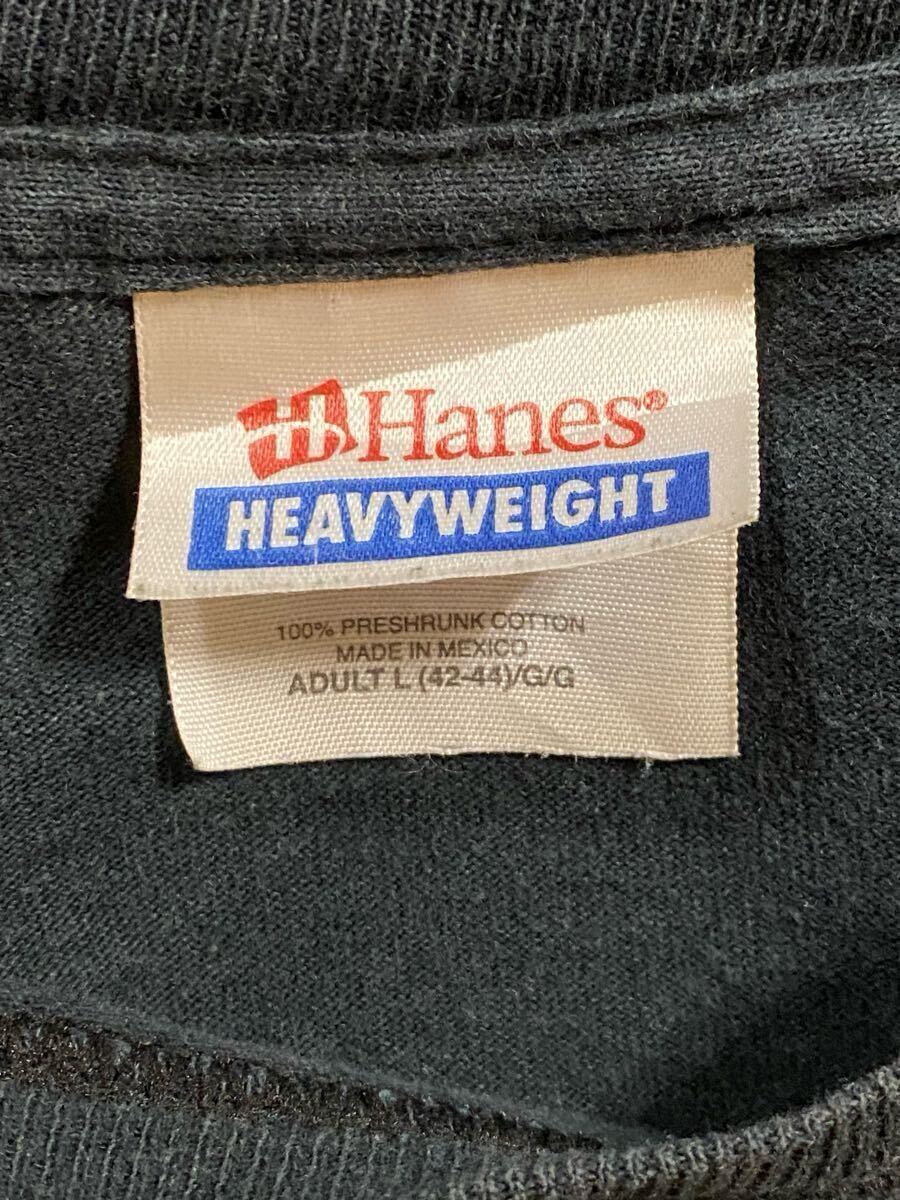 H Hanes®
HEAVYWEIGHT
100% PRESHRUNK COTTON
MADE IN MEXICO
ADULT L (42-44)/G/G